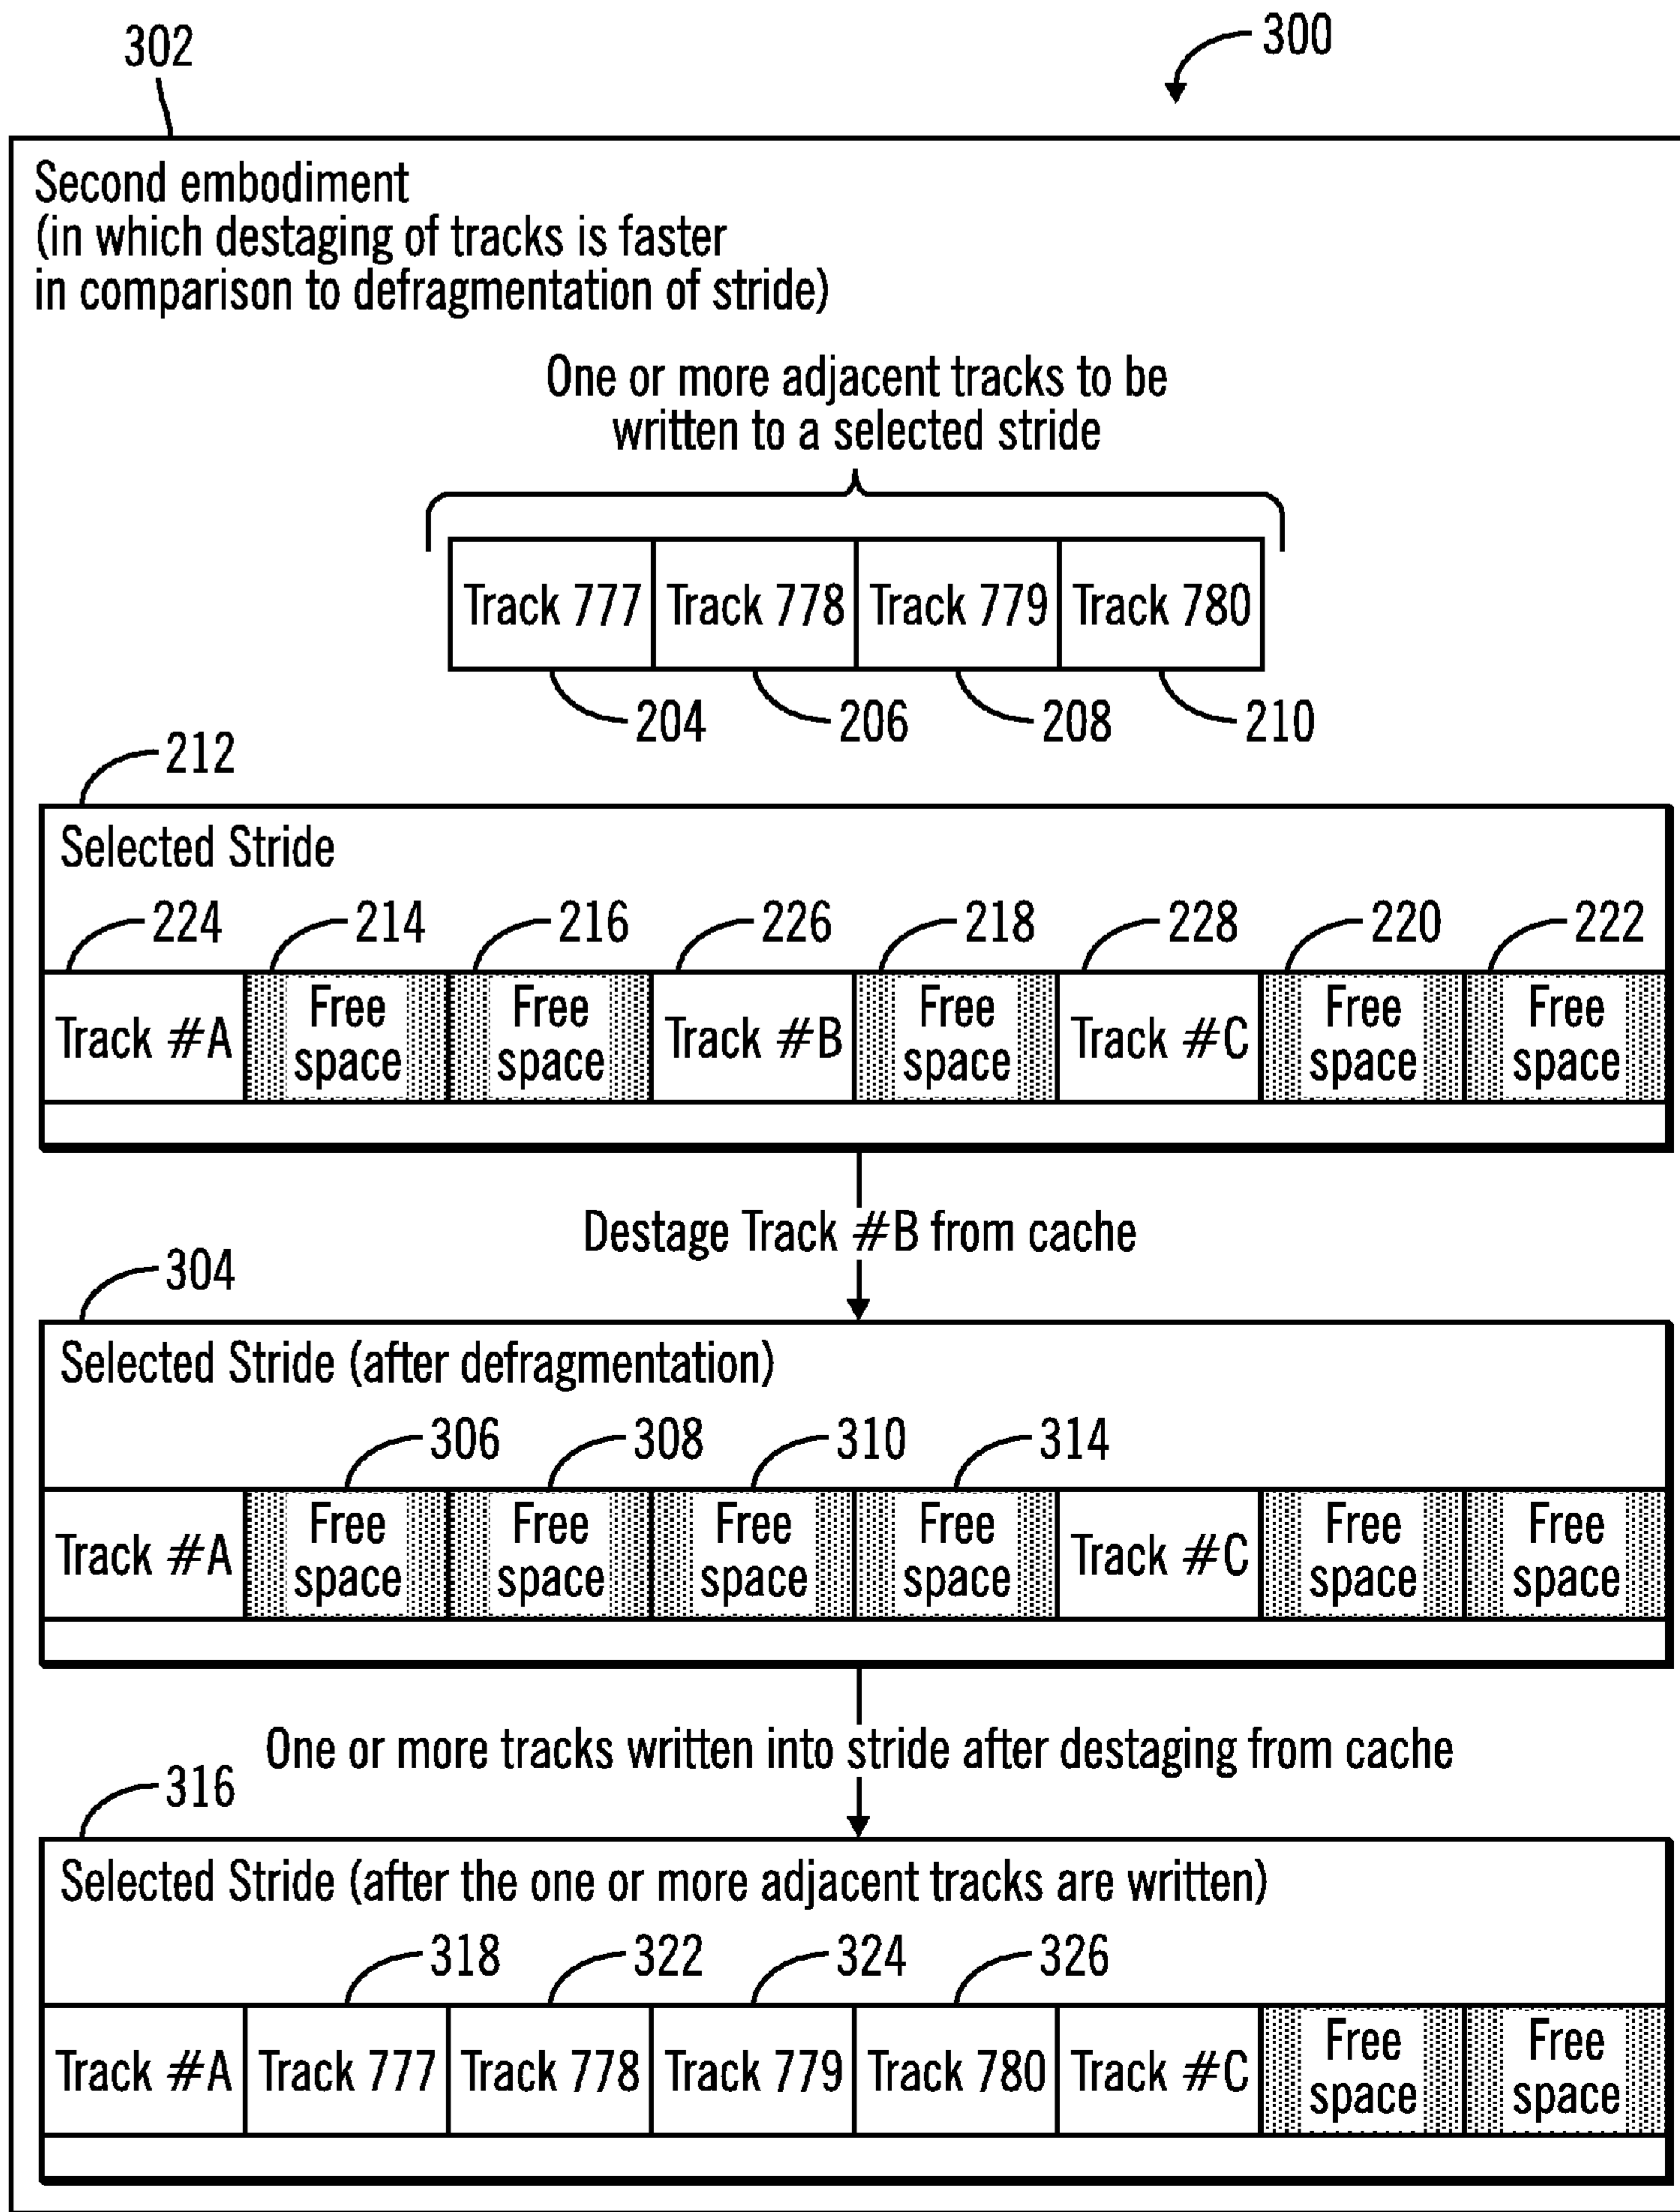 302
300
Second embodiment
(in which destaging of tracks is faster
in comparison to defragmentation of stride)
One or more adjacent tracks to be
written to a selected stride
Track 777 Track 778 Track 779 Track 780
204 206 208 210
212
Selected Stride
224 214 216 226 218 228 220 222
Track #A Free space Free space Track #B Free space Track #C Free space Free space
Destage Track #B from cache
304
Selected Stride (after defragmentation)
306 308 310 314
Track #A Free space Free space Free space Free space Track #C Free space Free space
One or more tracks written into stride after destaging from cache
316
Selected Stride (after the one or more adjacent tracks are written)
318 322 324 326
Track #A Track 777 Track 778 Track 779 Track 780 Track #C Free space Free space